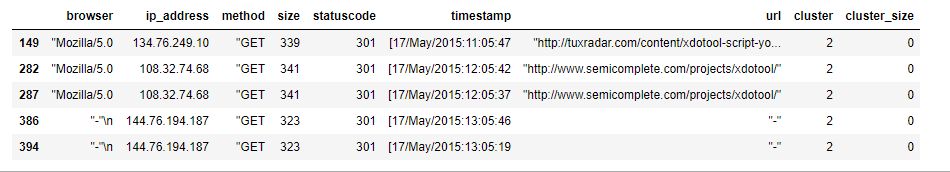 browser ip_address method size statuscode timestamp url cluster cluster_size
149 "Mozilla/5.0 134.76.249.10 "GET 339 301 [17/May/2015:11:05:47 "http://tuxradar.com/content/xdotool-script-yo... 2 0
282 "Mozilla/5.0 108.32.74.68 "GET 341 301 [17/May/2015:12:05:42 "http://www.semicomplete.com/projects/xdotool/" 2 0
287 "Mozilla/5.0 108.32.74.68 "GET 341 301 [17/May/2015:12:05:37 "http://www.semicomplete.com/projects/xdotool/" 2 0
386 "-"\n 144.76.194.187 "GET 323 301 [17/May/2015:13:05:46 "-" 2 0
394 "-"\n 144.76.194.187 "GET 323 301 [17/May/2015:13:05:19 "-" 2 0